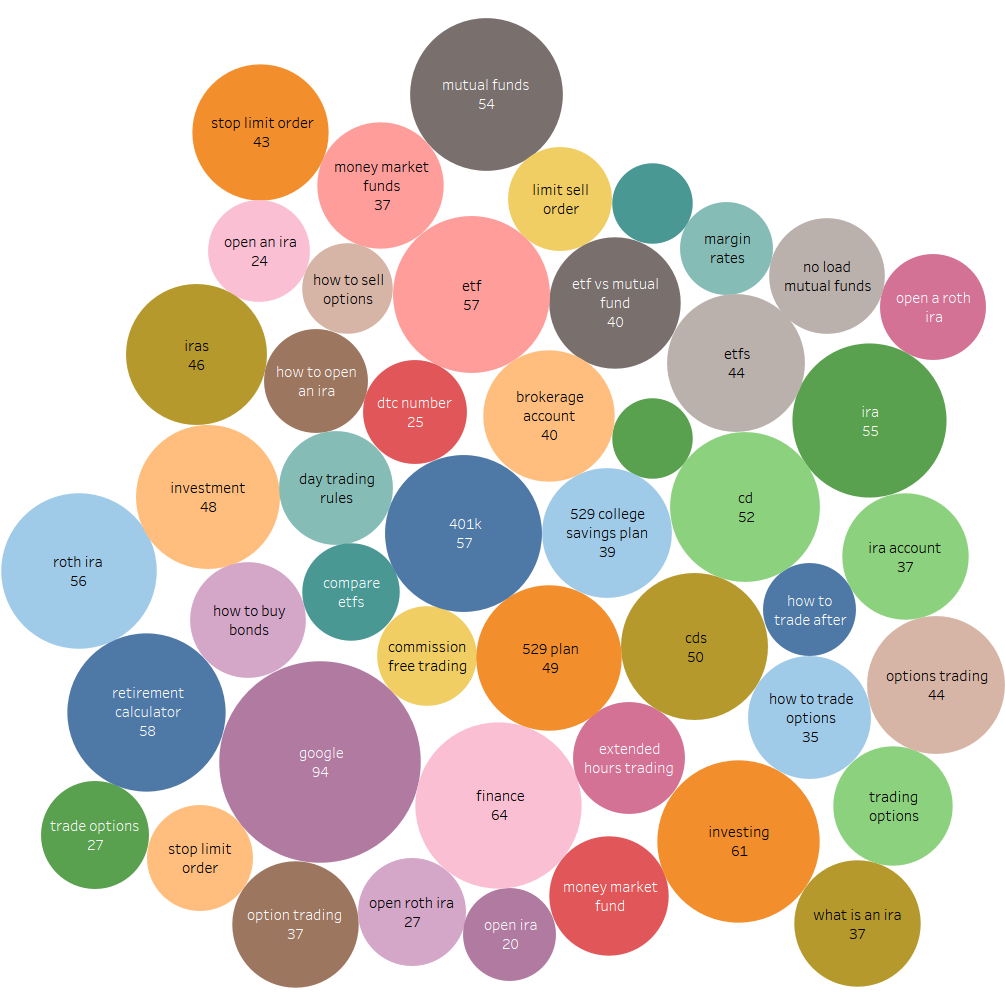 mutual funds
54
stop limit order
43
money market
funds
37
limit sell
order
open an ira
24
margin
rates
how to sell
options
etf
57
etf vs mutual
fund
40
no load
mutual funds
open a roth
ira
iras
46
how to open
an ira
etfs
44
dtc number
25
brokerage
account
40
ira
55
investment
48
day trading
rules
401k
57
529 college
savings plan
39
cd
52
roth ira
56
ira account
37
compare
etfs
how to buy
bonds
how to
trade after
commission
free trading
529 plan
49
cds
50
options trading
44
retirement
calculator
58
how to trade
options
35
google
94
extended
hours trading
finance
64
trading
options
trade options
27
stop limit
order
investing
61
money market
fund
option trading
37
open roth ira
27
open ira
20
what is an ira
37